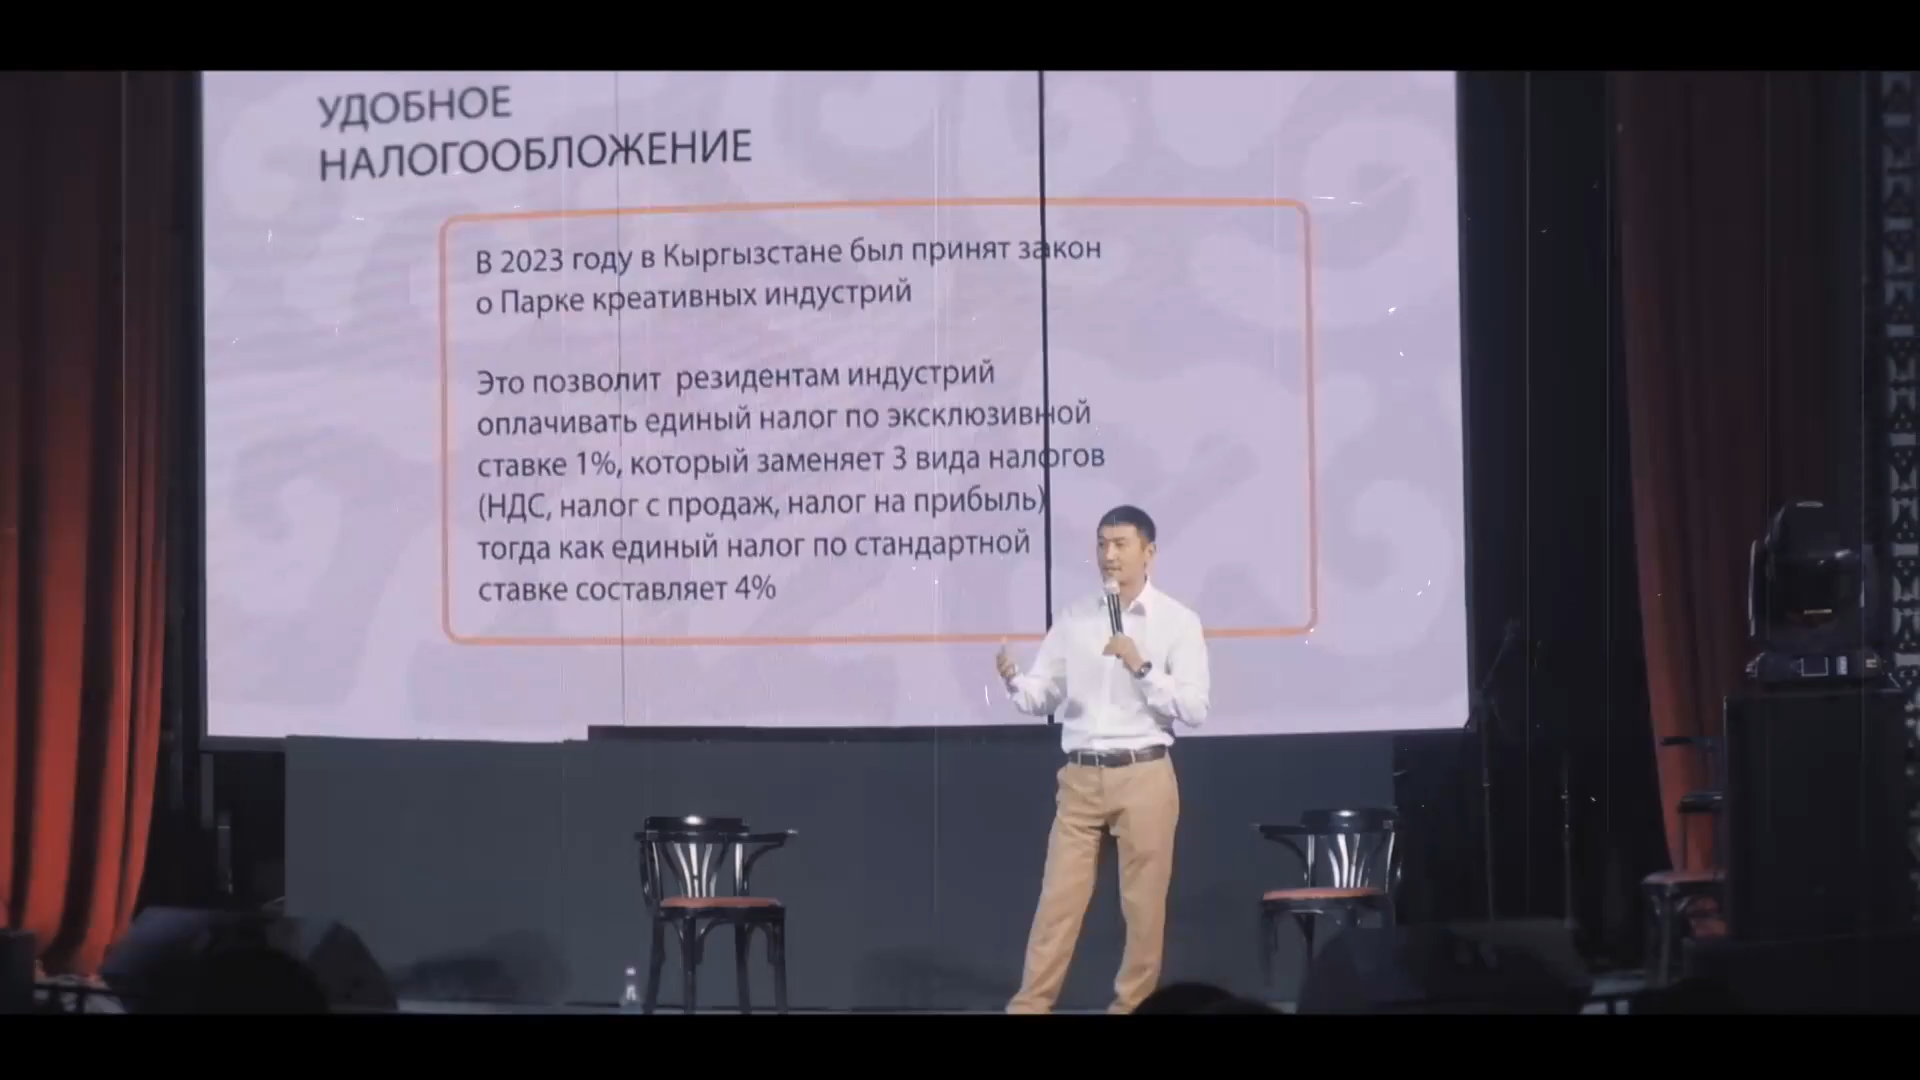 УДОБНОЕ
НАЛОГООБЛОЖЕНИЕ
В 2023 году в Кыргызстане был принят закон
о Парке креативных индустрий
Это позволит резидентам индустрий
оплачивать единый налог по эксклюзивной
ставке 1%, который заменяет 3 вида налогов
(НДС, налог с продаж, налог на прибыль)
тогда как единый налог по стандартной
ставке составляет 4%